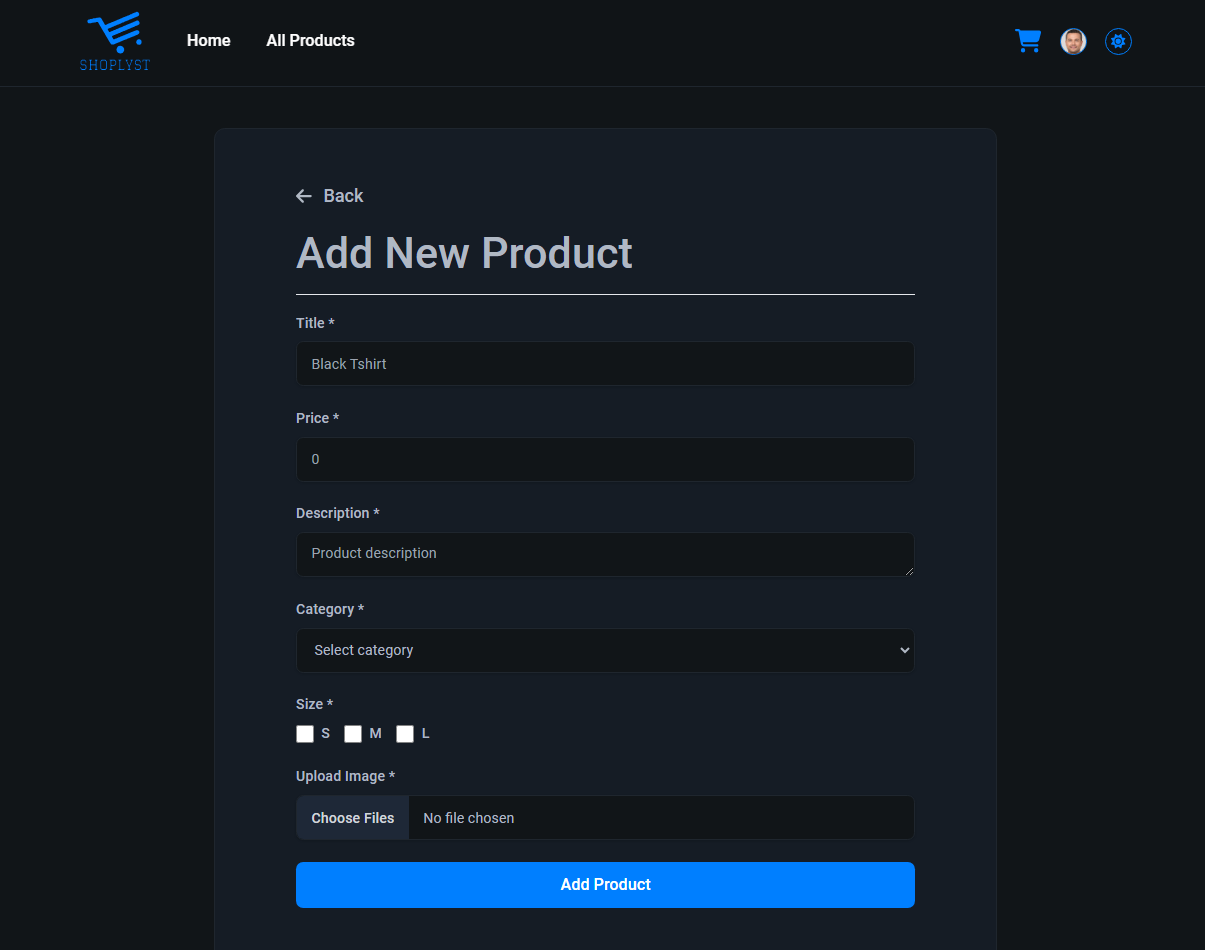 SHOPLYST
Home
All Products
Back
Add New Product
Title *
Black Tshirt
Price *
0
Description *
Product description
Category *
Select category
Size *
S M L
Upload Image *
Choose Files No file chosen
Add Product